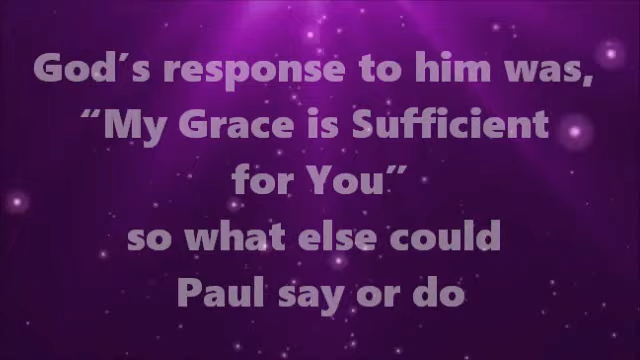 God's response to him was,
“My Grace is Sufficient
for You”
so what else could
Paul say or do